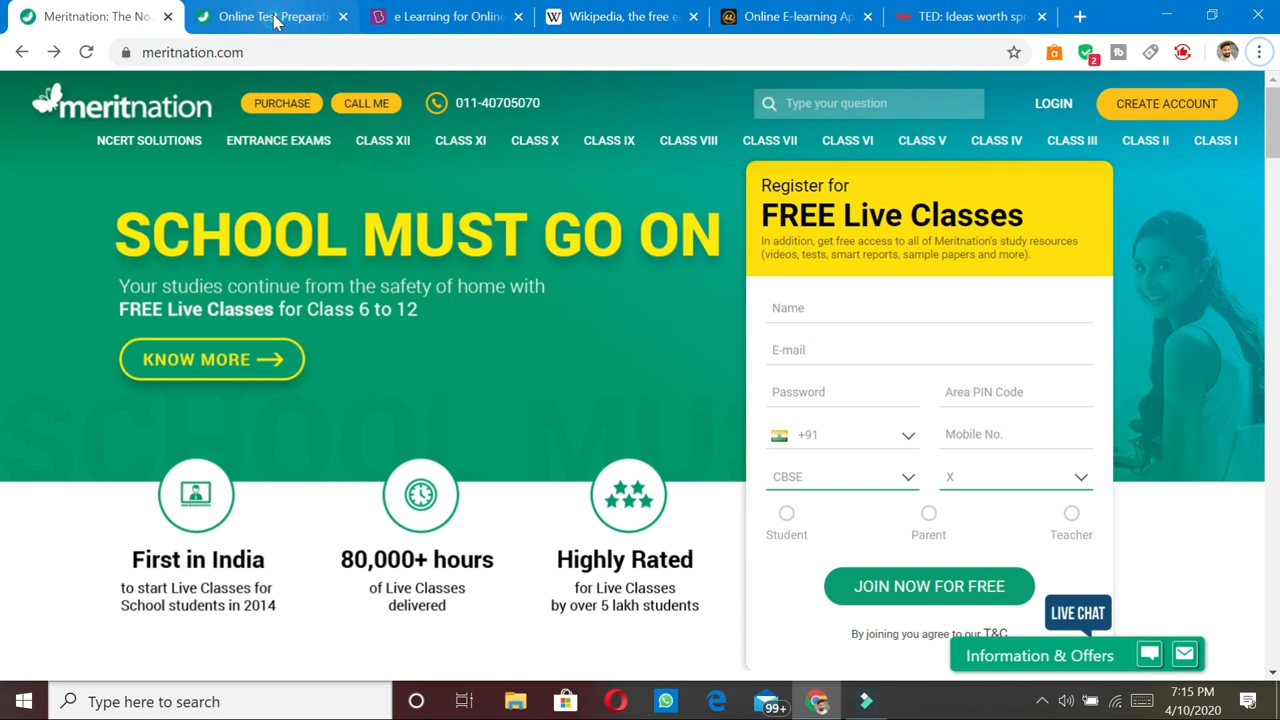 Meritnation: The No.
Online Test Preparati
e Learning for Online
Wikipedia, the free e
Online E-learning Ap
TED: Ideas worth spr
meritnation.com
2
meritnation
PURCHASE
CALL ME
011-40705070
Type your question
LOGIN
CREATE ACCOUNT
NCERT SOLUTIONS
ENTRANCE EXAMS
CLASS XII
CLASS XI
CLASS X
CLASS IX
CLASS VIII
CLASS VII
CLASS VI
CLASS V
CLASS IV
CLASS III
CLASS II
CLASS I
SCHOOL MUST GO ON
Your studies continue from the safety of home with
FREE Live Classes for Class 6 to 12
KNOW MORE
SCHOOL MUS
First in India
to start Live Classes for
School students in 2014
80,000+ hours
of Live Classes
delivered
Highly Rated
for Live Classes
by over 5 lakh students
Register for
FREE Live Classes
In addition, get free access to all of Meritnation's study resources
(videos, tests, smart reports, sample papers and more).
Name
E-mail
Password
Area PIN Code
+91
Mobile No.
CBSE
X
Student
Parent
Teacher
JOIN NOW FOR FREE
LIVE CHAT
By joining you agree to our T&C
Information & Offers
Type here to search
99+
7:15 PM
4/10/2020